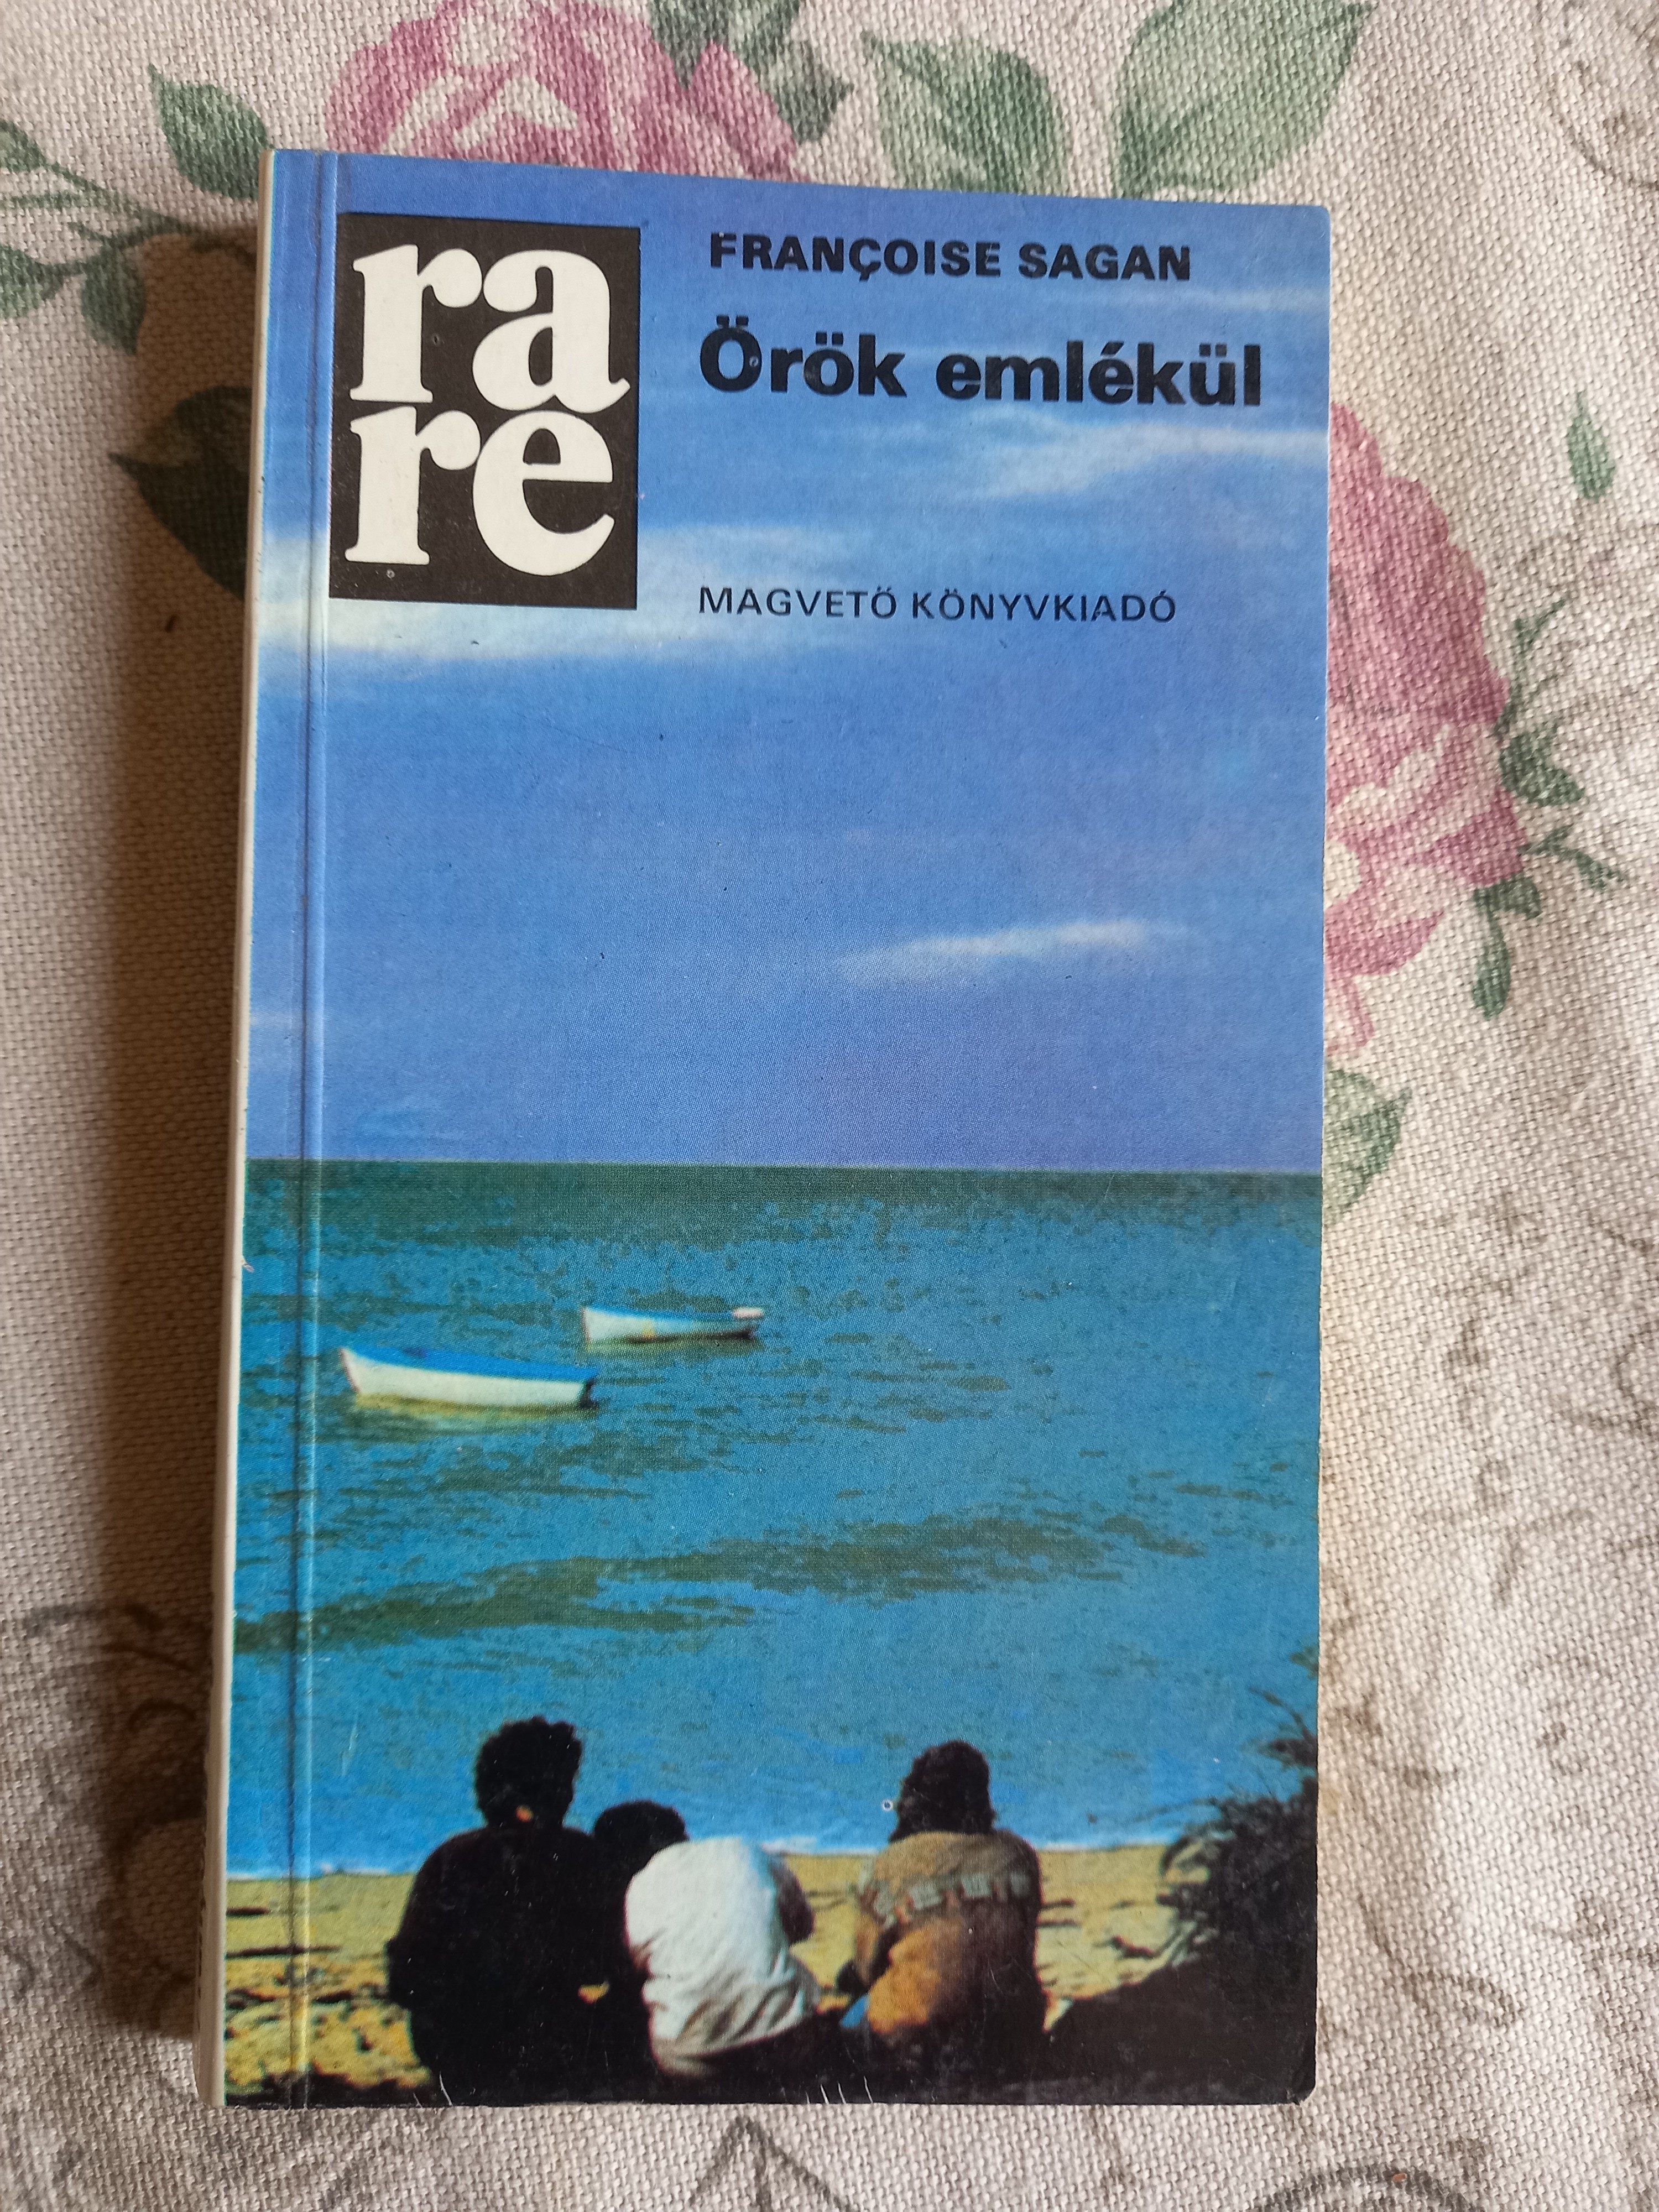 ra
re
FRANÇOISE SAGAN
Örök emlékül
MAGVETŐ KÖNYVKIADÓ